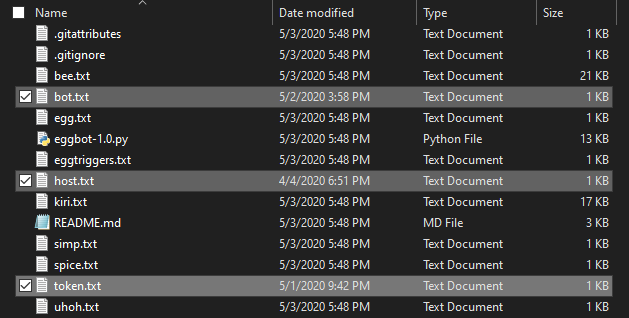 Name Date modified Type Size
.gitattributes 5/3/2020 5:48 PM Text Document 1 KB
.gitignore 5/3/2020 5:48 PM Text Document 1 KB
bee.txt 5/3/2020 5:48 PM Text Document 21 KB
bot.txt 5/2/2020 3:58 PM Text Document 1 KB
egg.txt 5/3/2020 5:48 PM Text Document 1 KB
eggbot-1.0.py 5/3/2020 5:48 PM Python File 13 KB
eggtriggers.txt 5/3/2020 5:48 PM Text Document 1 KB
host.txt 4/4/2020 6:51 PM Text Document 1 KB
kiri.txt 5/3/2020 5:48 PM Text Document 17 KB
README.md 5/3/2020 5:48 PM MD File 3 KB
simp.txt 5/3/2020 5:48 PM Text Document 1 KB
spice.txt 5/3/2020 5:48 PM Text Document 1 KB
token.txt 5/1/2020 9:42 PM Text Document 1 KB
uhoh.txt 5/3/2020 5:48 PM Text Document 1 KB